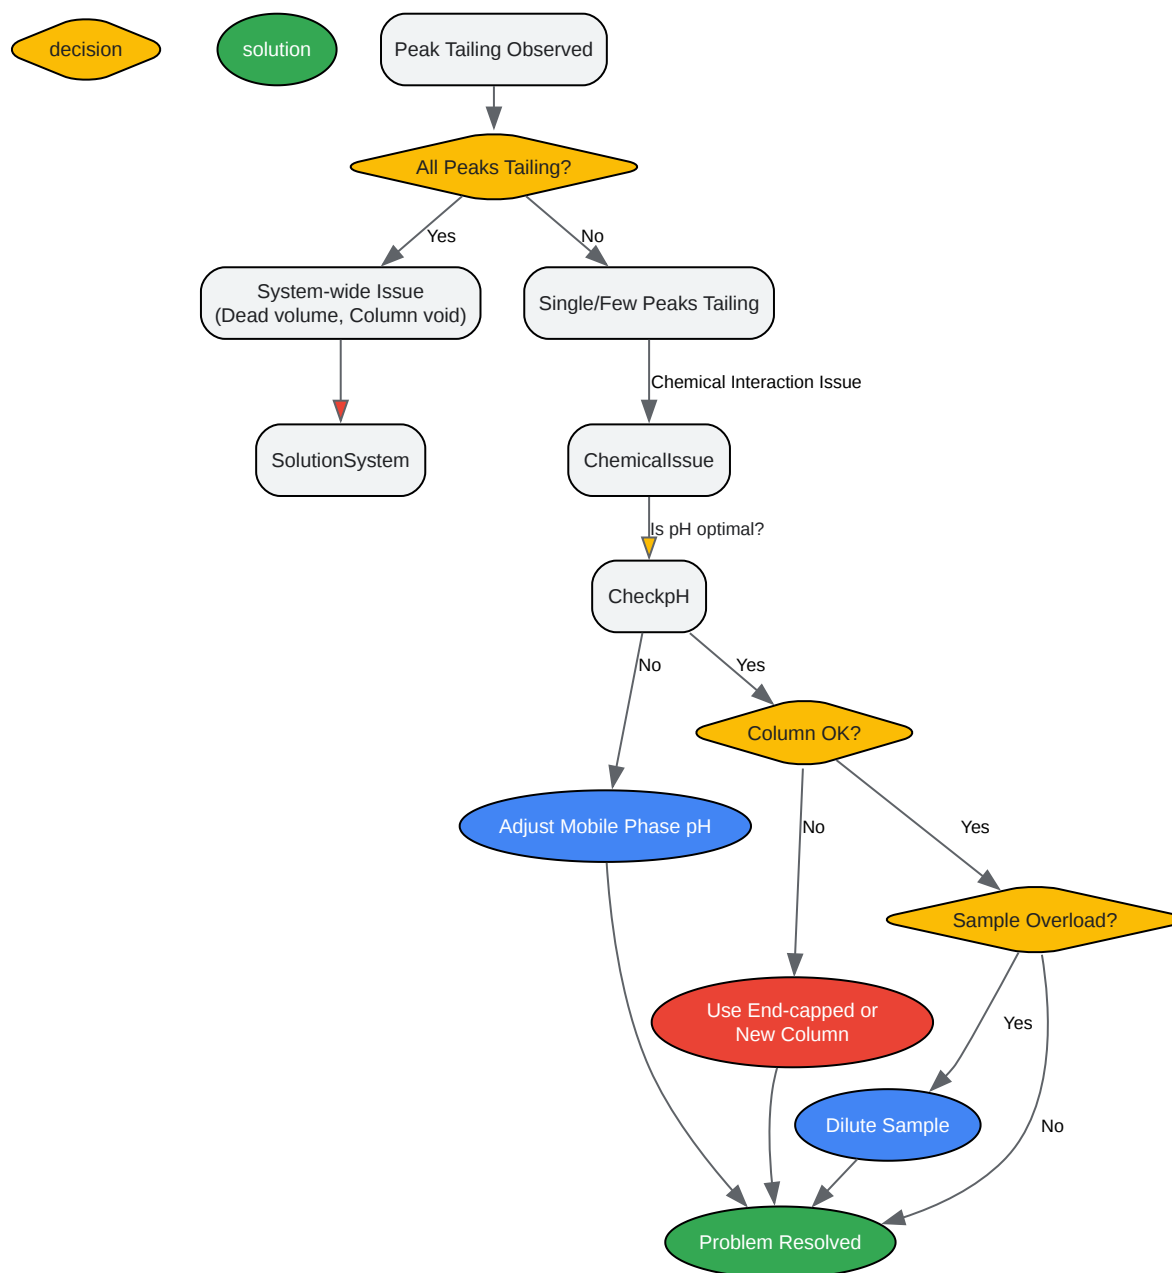 decision
solution
Peak Tailing Observed
All Peaks Tailing?
Yes
No
System-wide Issue
(Dead volume, Column void)
Single/Few Peaks Tailing
Chemical Interaction Issue
SolutionSystem
ChemicalIssue
Is pH optimal?
CheckpH
No
Yes
Column OK?
Adjust Mobile Phase pH
No
Yes
Sample Overload?
Use End-capped or
New Column
Yes
Dilute Sample
No
Problem Resolved